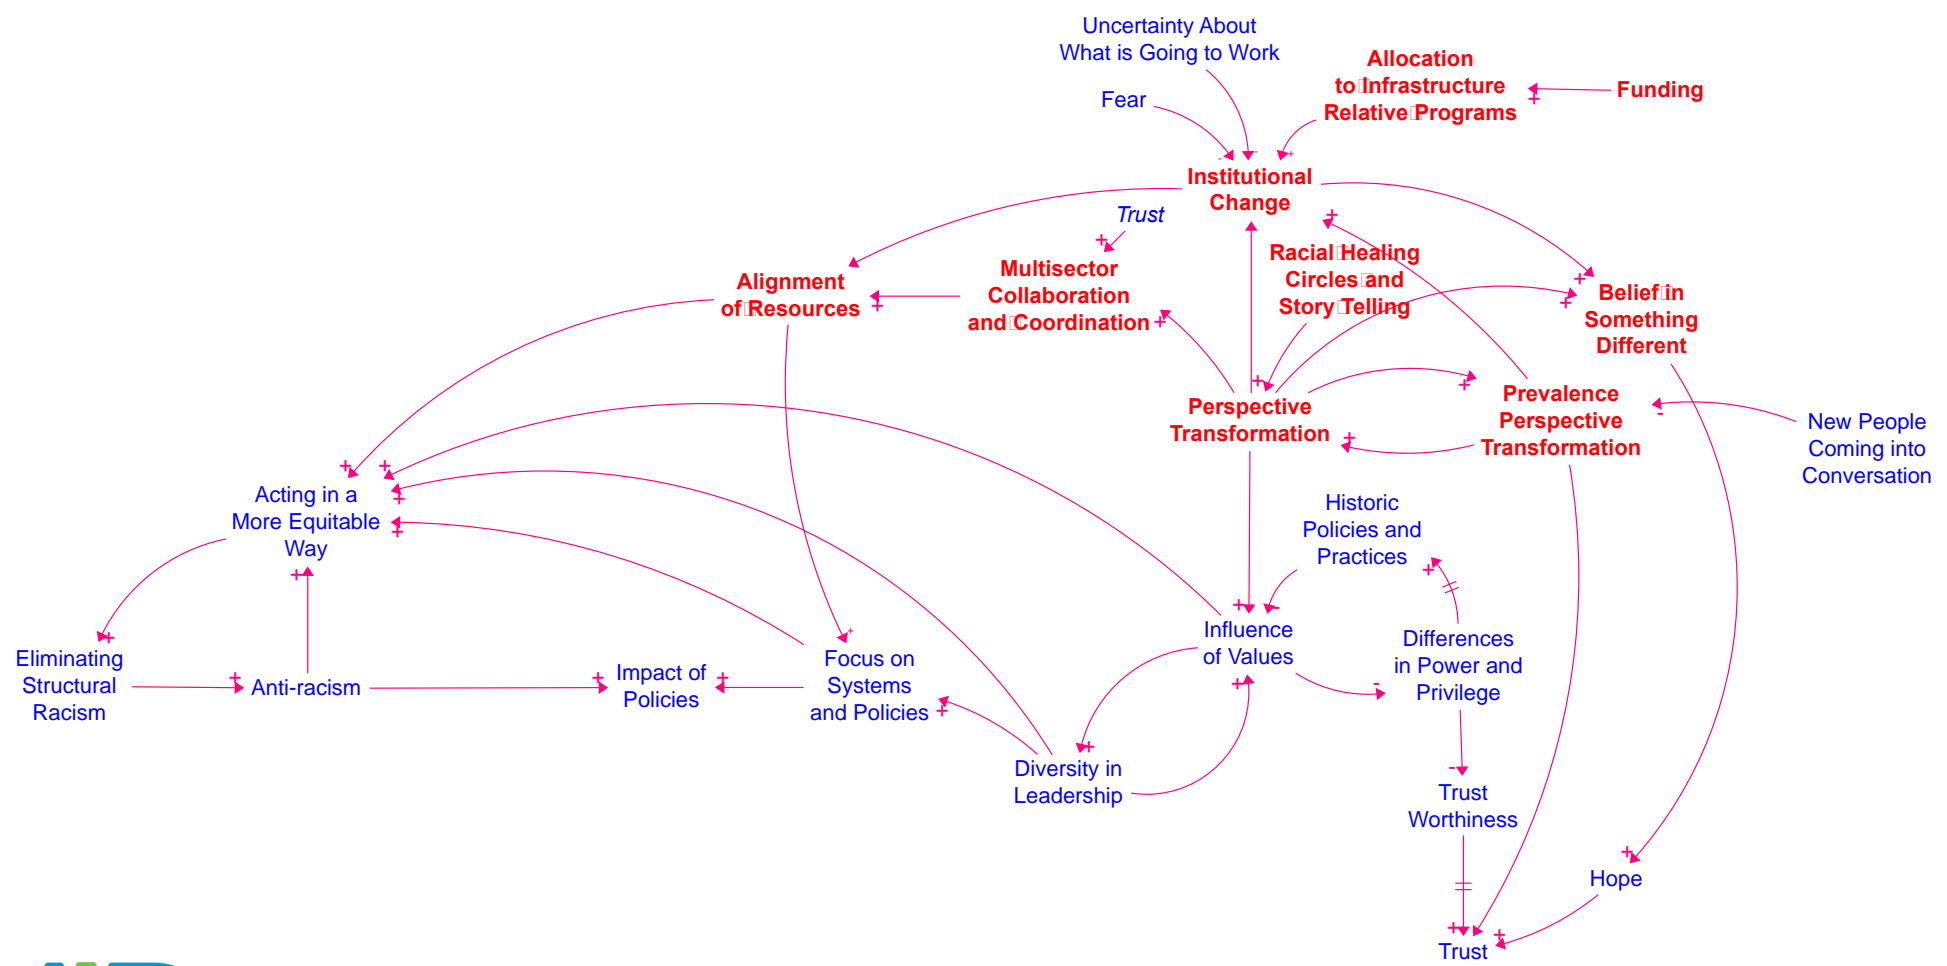 Uncertainty About
What is Going to Work
Allocation
to Infrastructure
Relative Programs
Funding
Fear
Institutional
Change
Trust
Racial Healing
Circles and
Story Telling
Multisector
Collaboration
and Coordination
Alignment
of Resources
Belief in
Something
Different
Perspective
Transformation
Prevalence
Perspective
Transformation
New People
Coming into
Conversation
Acting in a
More Equitable
Way
Historic
Policies and
Practices
Influence
of Values
Differences
in Power and
Privilege
Eliminating
Structural
Racism
Anti-racism
Impact of
Policies
Focus on
Systems
and Policies
Diversity in
Leadership
Trust
Worthiness
Hope
Trust